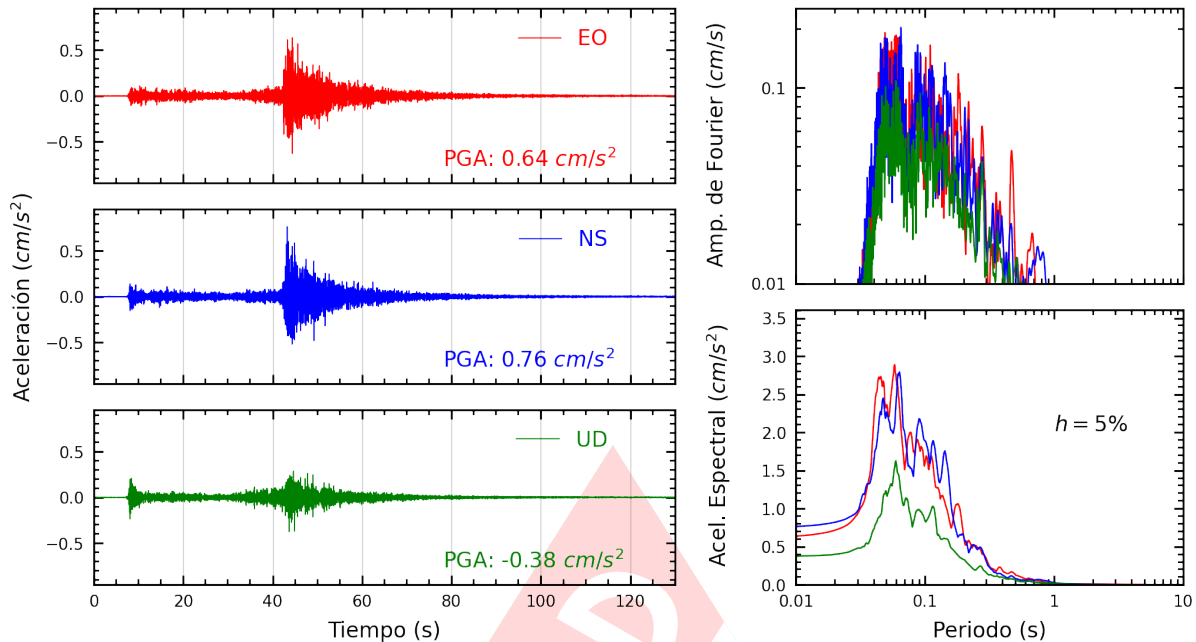 Aceleración (cm/s²)
0.5
0.0
−0.5
EO
PGA: 0.64 cm/s²
0.5
0.0
−0.5
NS
PGA: 0.76 cm/s²
0.5
0.0
−0.5
UD
PGA: -0.38 cm/s²
0 20 40 60 80 100 120
Tiempo (s)
Amp. de Fourier (cm/s)
0.1
0.01
Acel. Espectral (cm/s²)
3.5
3.0
2.5
2.0
1.5
1.0
0.5
0.0
h = 5%
0.01 0.1 1 10
Periodo (s)